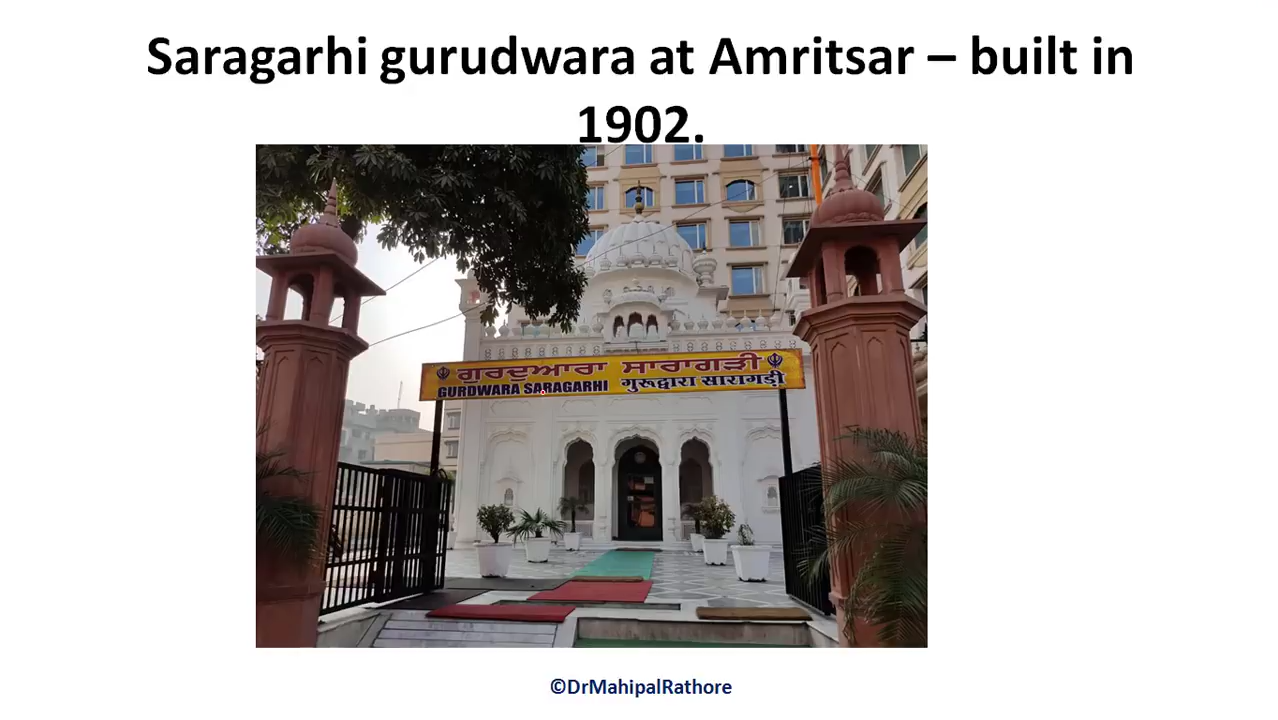 Saragarhi gurudwara at Amritsar – built in
1902.
ਗੁਰਦੁਆਰਾ ਸਾਰਾਗੜੀ
GURDWARA SARAGARHI गुरूद्वारा सारागड़ी
©DrMahipalRathore